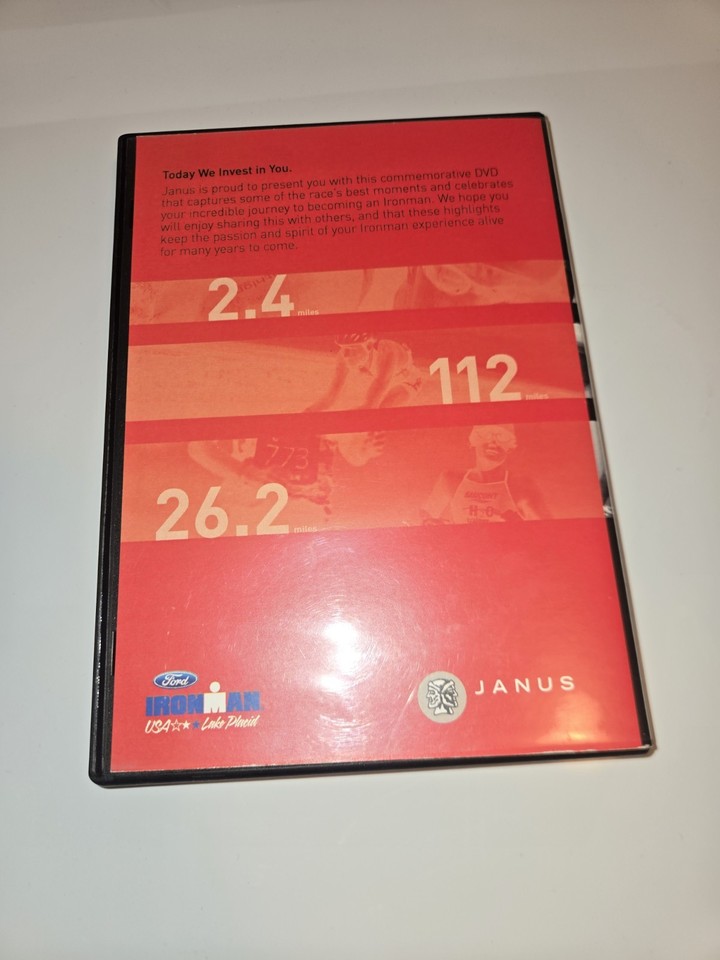 Today We Invest in You.
Janus is proud to present you with this commemorative DVD
that captures some of the race's best moments and celebrates
your incredible journey to becoming an Ironman. We hope you
will enjoy sharing this with others, and that these highlights
keep the passion and spirit of your Ironman experience alive
for many years to come.
2.4 miles
112 miles
773
26.2 miles
H2O
Ford
IRONMAN
USA Lake Placid
JANUS